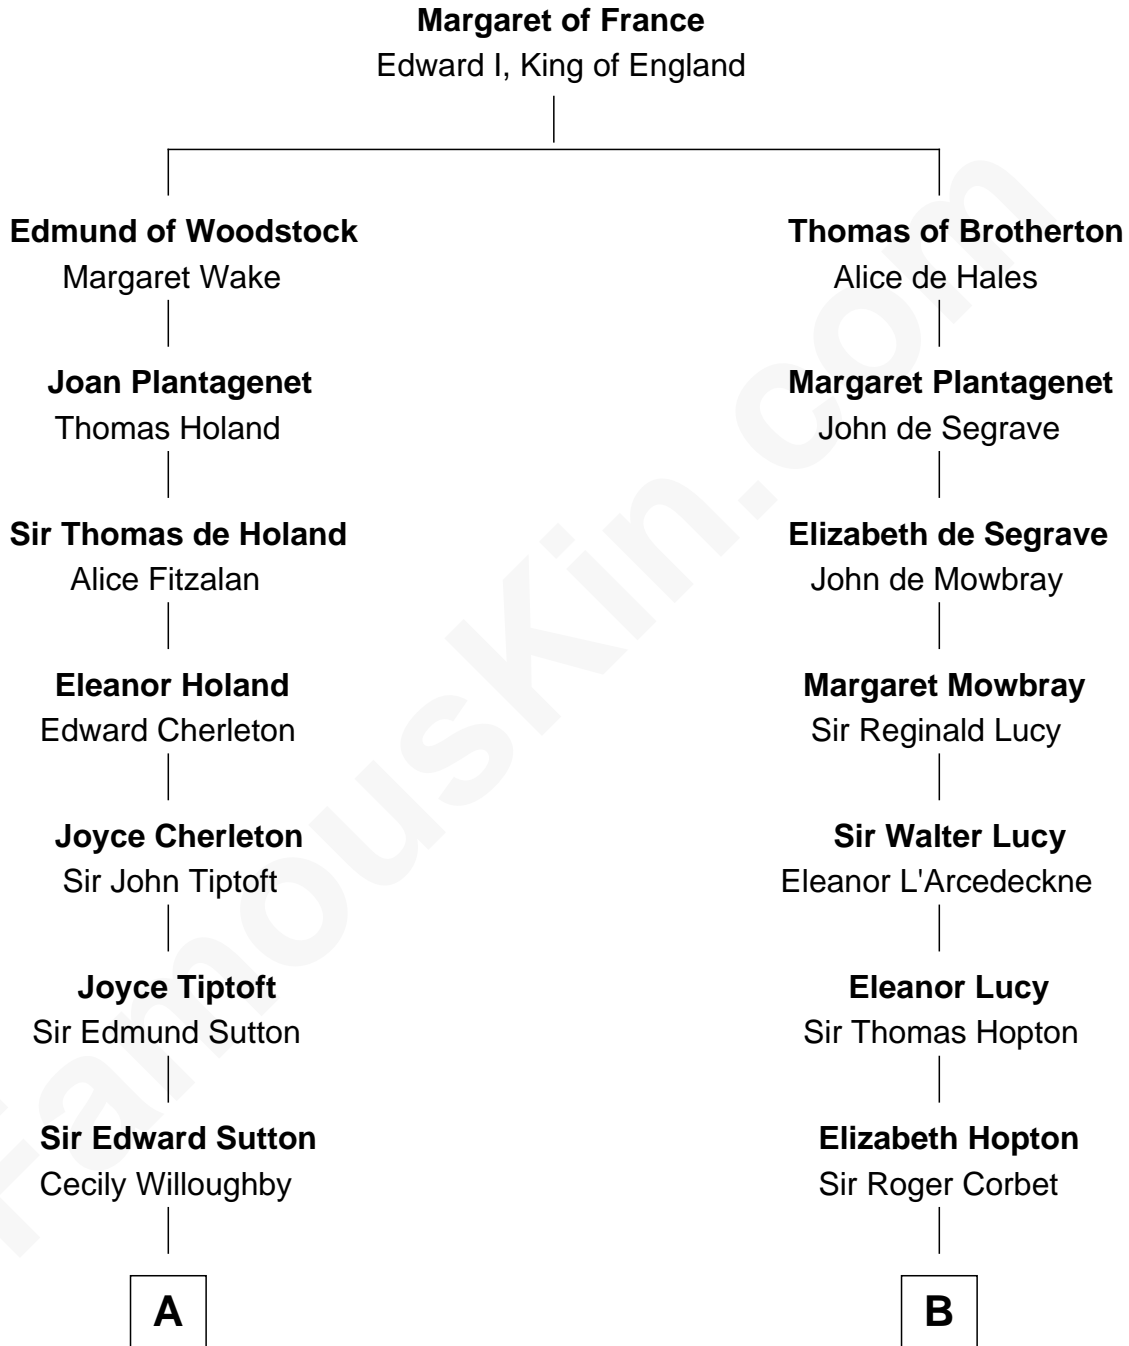 Margaret of France
Edward I, King of England
Edmund of Woodstock
Margaret Wake
Thomas of Brotherton
Alice de Hales
Joan Plantagenet
Thomas Holand
Margaret Plantagenet
John de Segrave
Sir Thomas de Holand
Alice Fitzalan
Elizabeth de Segrave
John de Mowbray
Eleanor Holand
Edward Cherleton
Margaret Mowbray
Sir Reginald Lucy
Joyce Cherleton
Sir John Tiptoft
Sir Walter Lucy
Eleanor L'Arcedeckne
Joyce Tiptoft
Sir Edmund Sutton
Eleanor Lucy
Sir Thomas Hopton
Sir Edward Sutton
Cecily Willoughby
Elizabeth Hopton
Sir Roger Corbet
A
B
FamousKin.com